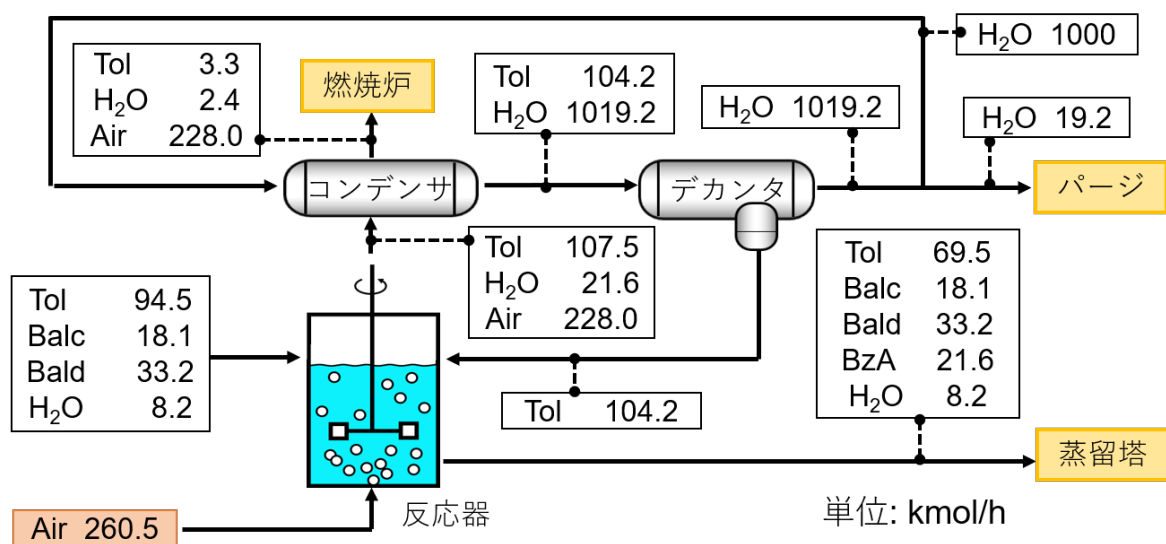 H₂O 1000
Tol 3.3
H₂O 2.4
Air 228.0
燃焼炉
Tol 104.2
H₂O 1019.2
H₂O 1019.2
H₂O 19.2
コンデンサ
デカンタ
パージ
Tol 107.5
H₂O 21.6
Air 228.0
Tol 69.5
Balc 18.1
Bald 33.2
BzA 21.6
H₂O 8.2
Tol 94.5
Balc 18.1
Bald 33.2
H₂O 8.2
Tol 104.2
蒸留塔
反応器
単位: kmol/h
Air 260.5